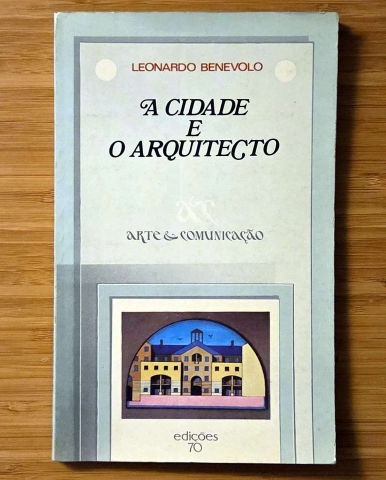 LEONARDO BENEVOLO
A CIDADE
E
O ARQUITECTO
ARTE & COMUNICAÇÃO
edições
70